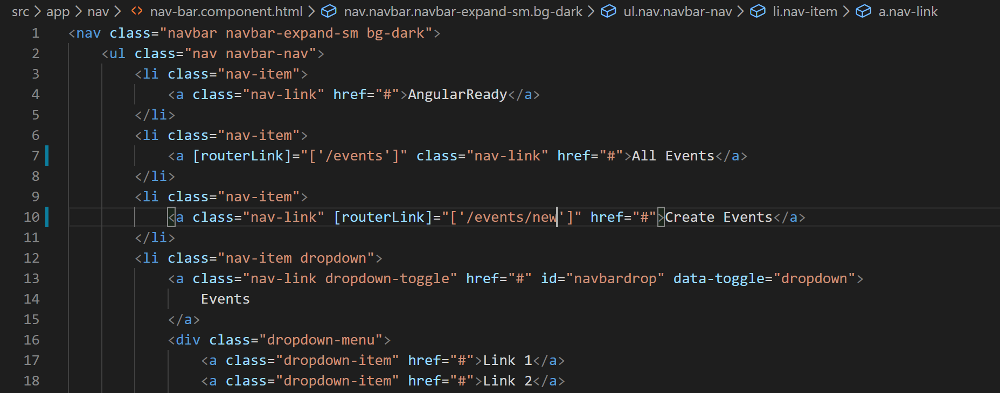 src > app > nav > <> nav-bar.component.html > nav.navbar.navbar-expand-sm.bg-dark > ul.nav.navbar-nav > li.nav-item > a.nav-link
1 <nav class="navbar navbar-expand-sm bg-dark">
2 <ul class="nav navbar-nav">
3 <li class="nav-item">
4 <a class="nav-link" href="#">AngularReady</a>
5 </li>
6 <li class="nav-item">
7 <a [routerLink]="['/events']" class="nav-link" href="#">All Events</a>
8 </li>
9 <li class="nav-item">
10 <a class="nav-link" [routerLink]="['/events/new']" href="#">Create Events</a>
11 </li>
12 <li class="nav-item dropdown">
13 <a class="nav-link dropdown-toggle" href="#" id="navbardrop" data-toggle="dropdown">
14 Events
15 </a>
16 <div class="dropdown-menu">
17 <a class="dropdown-item" href="#">Link 1</a>
18 <a class="dropdown-item" href="#">Link 2</a>